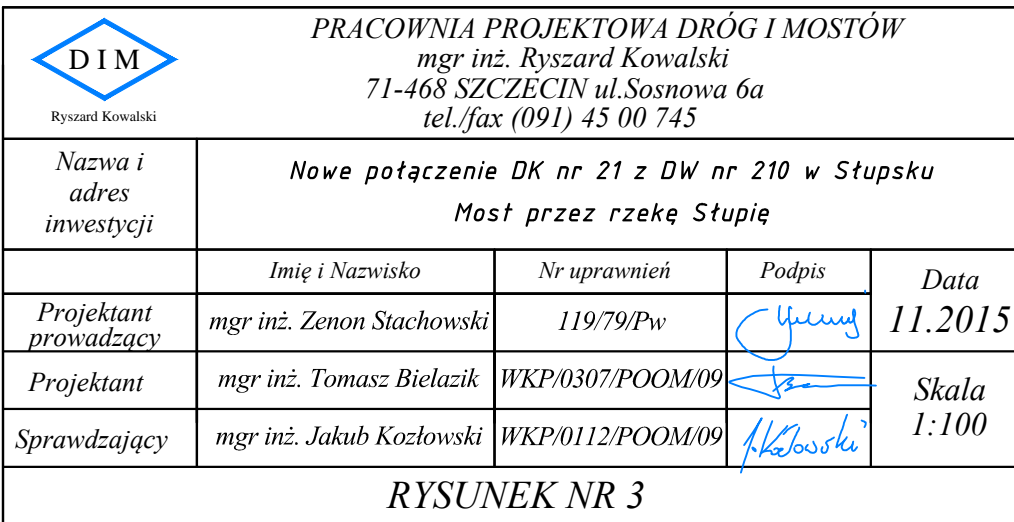 PRACOWNIA PROJEKTOWA DRÓG I MOSTÓW
mgr inż. Ryszard Kowalski
71-468 SZCZECIN ul.Sosnowa 6a
tel./fax (091) 45 00 745
D I M
Ryszard Kowalski
Nazwa i
adres
inwestycji
Nowe połączenie DK nr 21 z DW nr 210 w Słupsku
Most przez rzekę Słupię
Imię i Nazwisko
Nr uprawnień
Podpis
Data
11.2015
Projektant
prowadzący
mgr inż. Zenon Stachowski
119/79/Pw
Projektant
mgr inż. Tomasz Bielazik
WKP/0307/POOM/09
Skala
1:100
Sprawdzający
mgr inż. Jakub Kozłowski
WKP/0112/POOM/09
J.Kozłowski
RYSUNEK NR 3